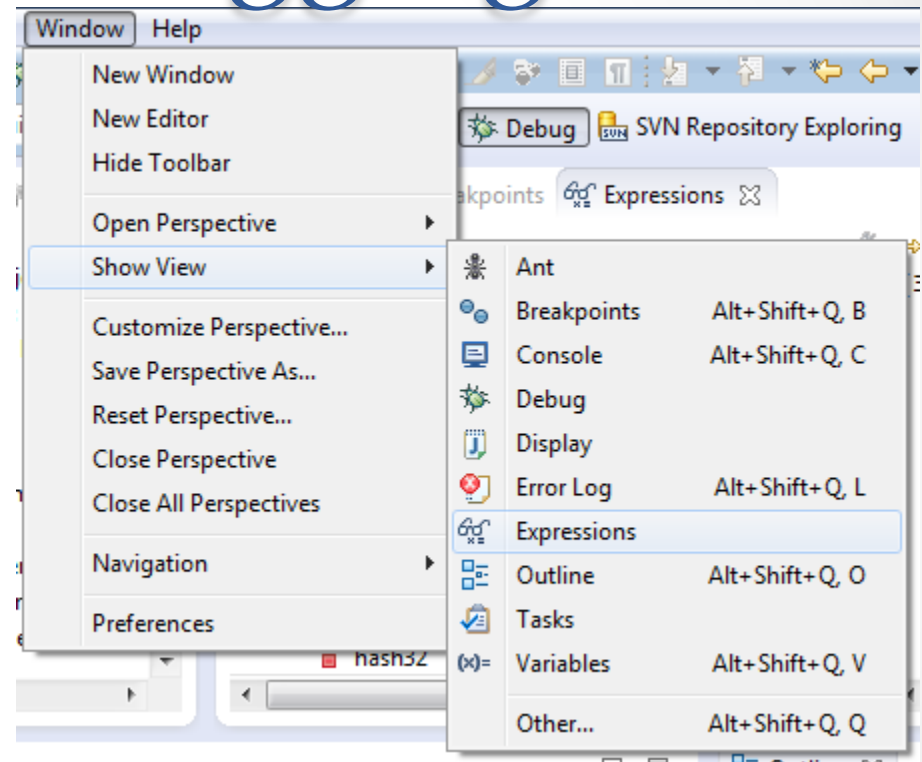 Window Help
New Window
New Editor
Hide Toolbar
Open Perspective
Show View
Customize Perspective...
Save Perspective As...
Reset Perspective...
Close Perspective
Close All Perspectives
Navigation
Preferences
Debug SVN Repository Exploring
Expressions
Ant
Breakpoints Alt+Shift+Q, B
Console Alt+Shift+Q, C
Debug
Display
Error Log Alt+Shift+Q, L
Expressions
Outline Alt+Shift+Q, O
Tasks
(x)= Variables Alt+Shift+Q, V
Other... Alt+Shift+Q, Q
hash32